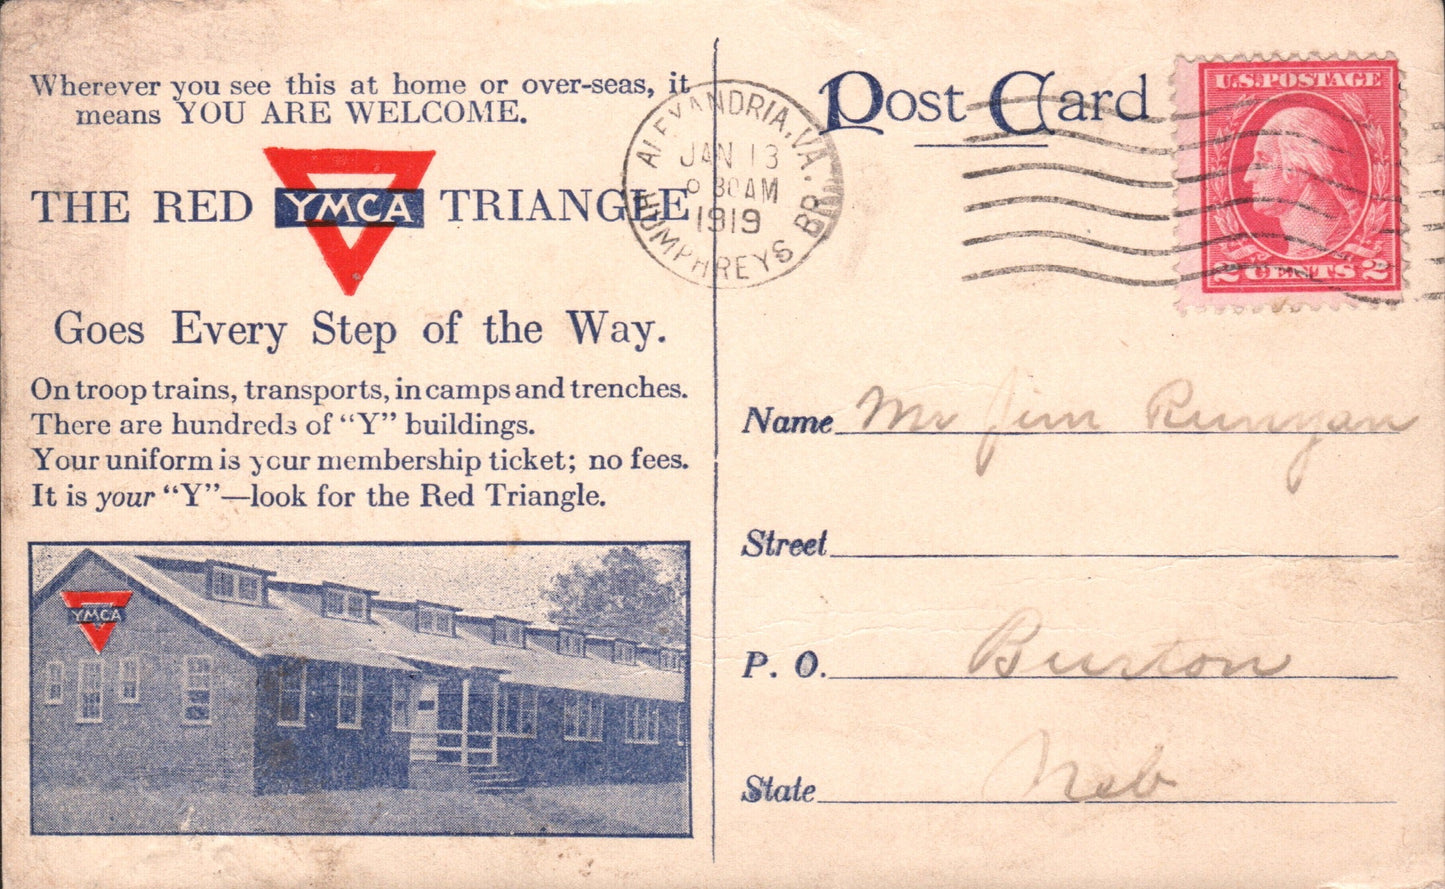 Wherever you see this at home or over-seas, it
means YOU ARE WELCOME.
THE RED YMCA TRIANGLE
Goes Every Step of the Way.
On troop trains, transports, in camps and trenches.
There are hundreds of “Y” buildings.
Your uniform is your membership ticket; no fees.
It is your “Y”—look for the Red Triangle.
YMCA
Post Card
ALEXANDRIA, VA.
JAN 13
30 AM
1919
HUMPHREYS BR.
U.S. POSTAGE
2 CENTS 2
Name Mr Jim Runyan
Street
P. O. Burton
State Neb